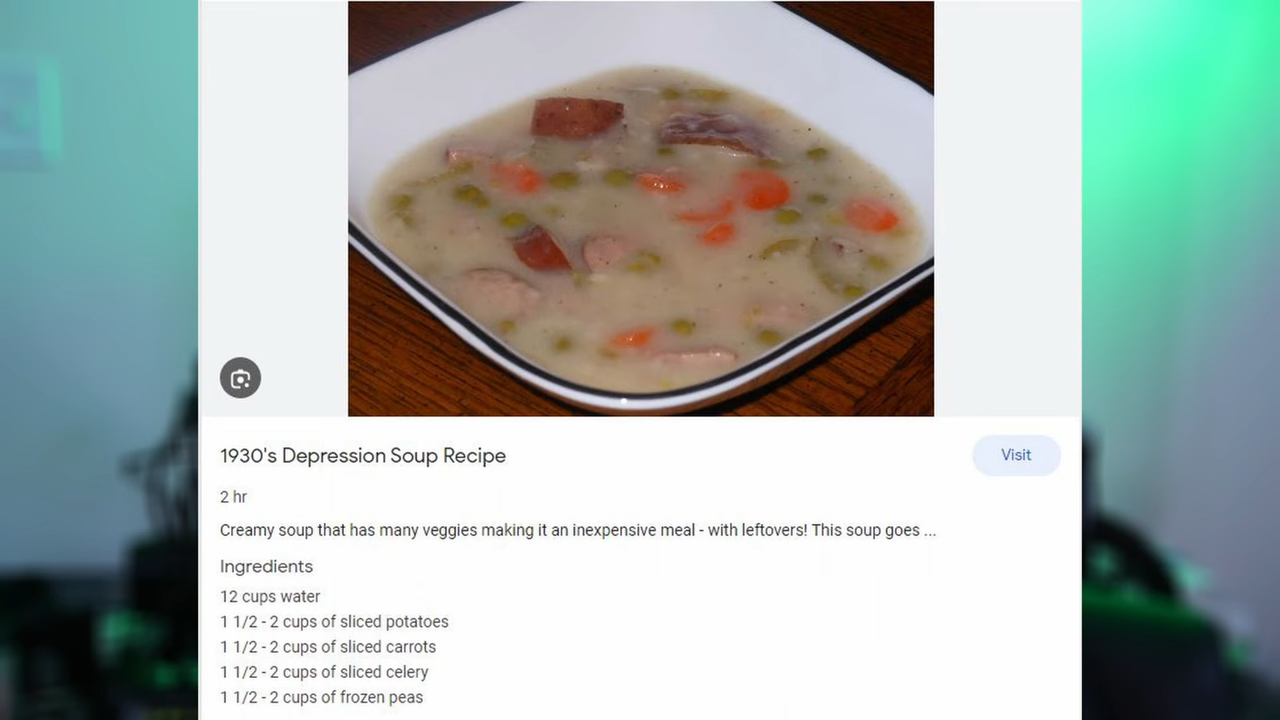 1930's Depression Soup Recipe
Visit
2 hr
Creamy soup that has many veggies making it an inexpensive meal - with leftovers! This soup goes ...
Ingredients
12 cups water
1 1/2 - 2 cups of sliced potatoes
1 1/2 - 2 cups of sliced carrots
1 1/2 - 2 cups of sliced celery
1 1/2 - 2 cups of frozen peas